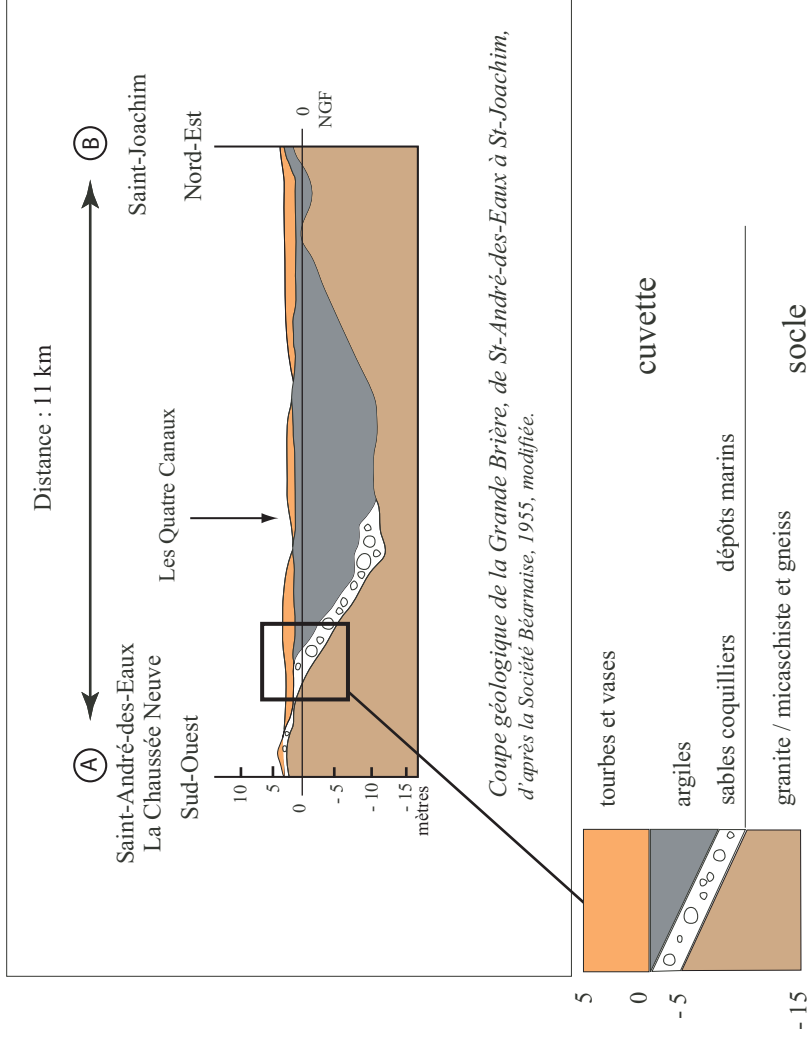 Distance : 11 km
A
B
Saint-André-des-Eaux
La Chaussée Neuve
Sud-Ouest
Les Quatre Canaux
Saint-Joachim
Nord-Est
10
5
0
- 5
- 10
- 15
mètres
0
NGF
Coupe géologique de la Grande Brière, de St-André-des-Eaux à St-Joachim,
d'après la Société Béarnaise, 1955, modifiée.
5
0
- 5
- 15
tourbes et vases
argiles
sables coquilliers dépôts marins
granite / micaschiste et gneiss
cuvette
socle